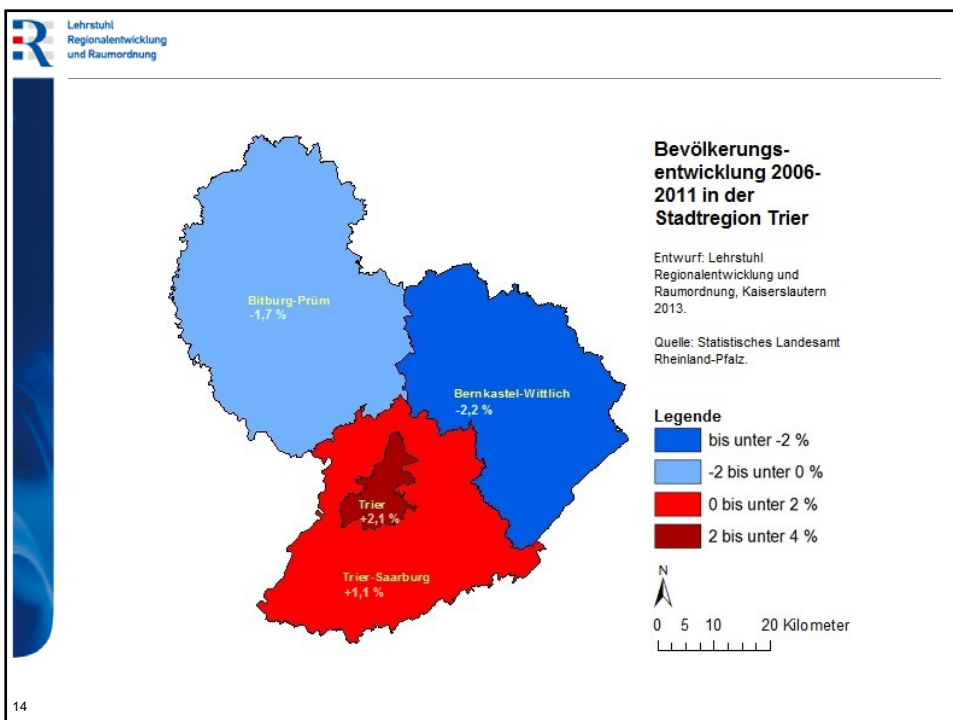 Lehrstuhl
Regionalentwicklung
und Raumordnung
Bevölkerungs-
entwicklung 2006-
2011 in der
Stadtregion Trier
Entwurf: Lehrstuhl
Regionalentwicklung und
Raumordnung, Kaiserslautern
2013.
Quelle: Statistisches Landesamt
Rheinland-Pfalz.
Bitburg-Prüm
-1,7 %
Bernkastel-Wittlich
-2,2 %
Trier
+2,1 %
Trier-Saarburg
+1,1 %
Legende
bis unter -2 %
-2 bis unter 0 %
0 bis unter 2 %
2 bis unter 4 %
N
0 5 10 20 Kilometer
14